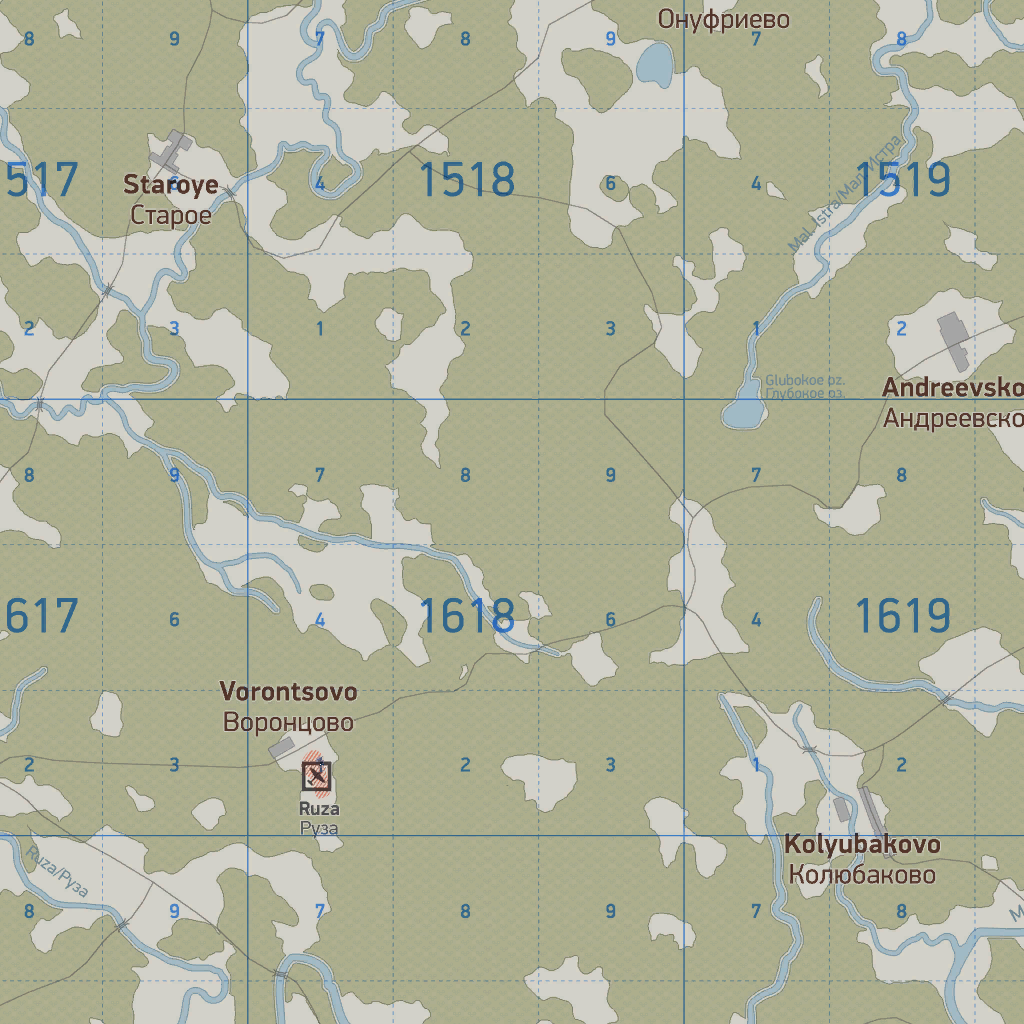 Онуфриево
8 9 7 8 9 7 8
517 1518 1519
6 4 6 4
Staroye
Старое
Mal. Istra/Мал. Истра
2 3 1 2 3 1 2
Glubokoe oz.
Глубокое оз.
Andreevsko
Андреевско
8 9 7 8 9 7 8
617 1618 1619
6 4 6 4
Vorontsovo
Воронцово
2 3 2 3 1 2
Ruza
Руза
Kolyubakovo
Колюбаково
Ruza/Руза
8 9 7 8 9 7 8